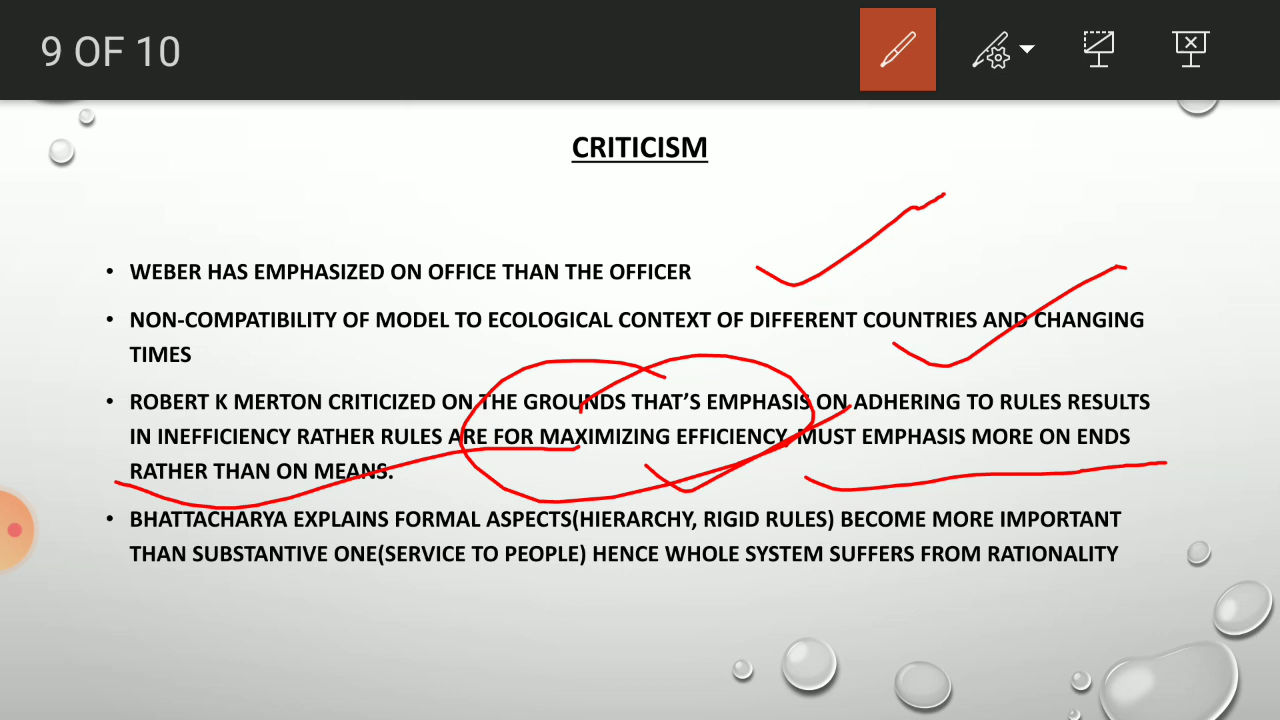 9 OF 10
CRITICISM
• WEBER HAS EMPHASIZED ON OFFICE THAN THE OFFICER
• NON-COMPATIBILITY OF MODEL TO ECOLOGICAL CONTEXT OF DIFFERENT COUNTRIES AND CHANGING
TIMES
• ROBERT K MERTON CRITICIZED ON THE GROUNDS THAT'S EMPHASIS ON ADHERING TO RULES RESULTS
IN INEFFICIENCY RATHER RULES ARE FOR MAXIMIZING EFFICIENCY, MUST EMPHASIS MORE ON ENDS
RATHER THAN ON MEANS.
• BHATTACHARYA EXPLAINS FORMAL ASPECTS(HIERARCHY, RIGID RULES) BECOME MORE IMPORTANT
THAN SUBSTANTIVE ONE(SERVICE TO PEOPLE) HENCE WHOLE SYSTEM SUFFERS FROM RATIONALITY